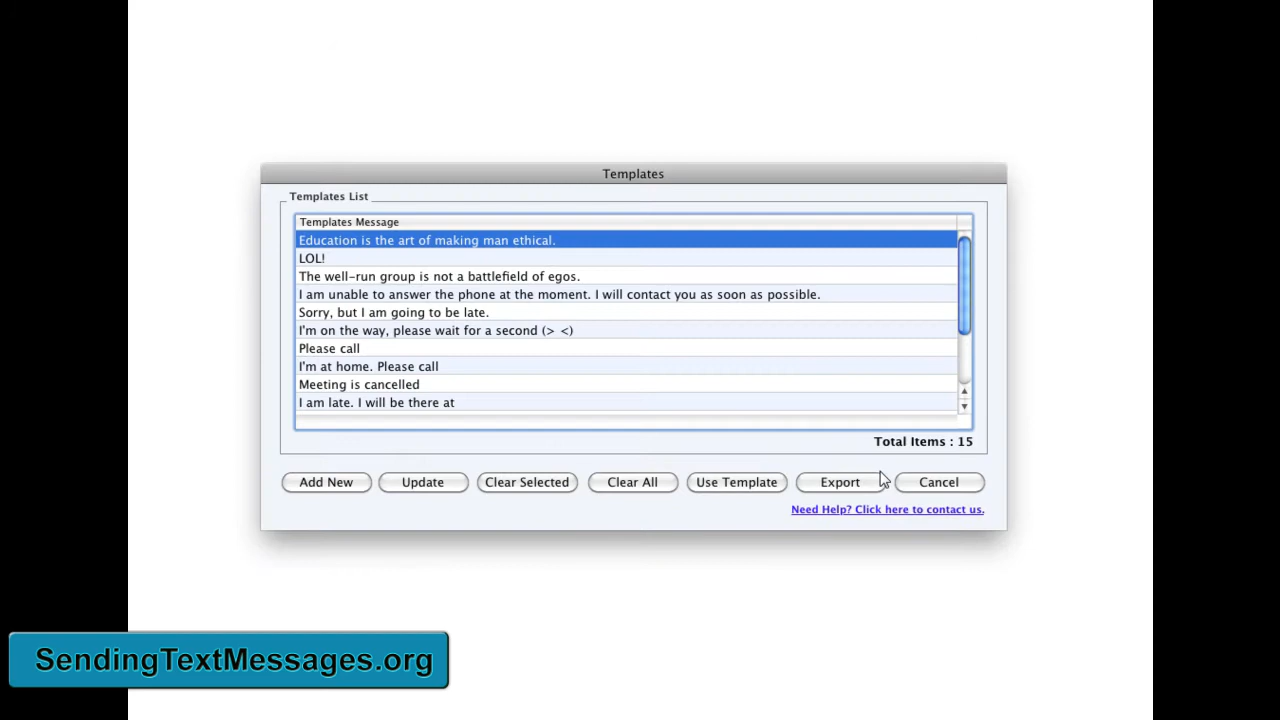 Templates
Templates List
Templates Message
Education is the art of making man ethical.
LOL!
The well-run group is not a battlefield of egos.
I am unable to answer the phone at the moment. I will contact you as soon as possible.
Sorry, but I am going to be late.
I'm on the way, please wait for a second (> <)
Please call
I'm at home. Please call
Meeting is cancelled
I am late. I will be there at
Total Items : 15
Add New Update Clear Selected Clear All Use Template Export Cancel
Need Help? Click here to contact us.
SendingTextMessages.org